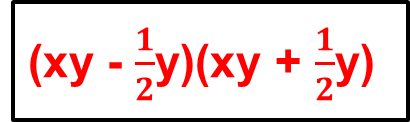 (xy - 1/2y)(xy + 1/2y)